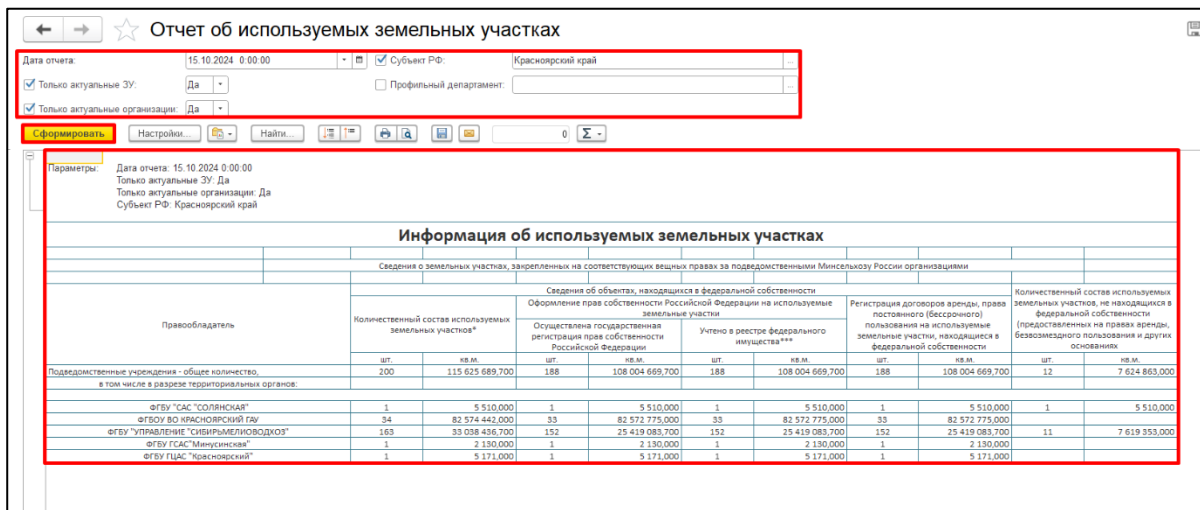 Отчет об используемых земельных участках
Дата отчета: 15.10.2024 0:00:00 Субъект РФ: Красноярский край
Только актуальные ЗУ: Да Профильный департамент:
Только актуальные организации: Да
Сформировать Настройки... Найти... 0 Σ
Параметры: Дата отчета: 15.10.2024 0:00:00
Только актуальные ЗУ: Да
Только актуальные организации: Да
Субъект РФ: Красноярский край
Информация об используемых земельных участках
Сведения о земельных участках, закрепленных на соответствующих вещных правах за подведомственными Минсельхозу России организациями
Правообладатель
Количественный состав используемых
земельных участков*
Сведения об объектах, находящихся в федеральной собственности
Оформление прав собственности Российской Федерации на используемые
земельные участки
Осуществлена государственная
регистрация прав собственности
Российской Федерации
Учтено в реестре федерального
имущества***
Регистрация договоров аренды, права
постоянного (бессрочного)
пользования на используемые
земельные участки, находящиеся в
федеральной собственности
Количественный состав используемых
земельных участков, не находящихся в
федеральной собственности
(предоставленных на правах аренды,
безвозмездного пользования и других
основаниях
шт. кв.м. шт. кв.м. шт. кв.м. шт. кв.м. шт. кв.м.
Подведомственные учреждения - общее количество, 200 115 625 689,700 188 108 004 669,700 188 108 004 669,700 188 108 004 669,700 12 7 624 863,000
в том числе в разрезе территориальных органов:
ФГБУ "САС "СОЛЯНСКАЯ" 1 5 510,000 1 5 510,000 1 5 510,000 1 5 510,000 1 5 510,000
ФГБОУ ВО КРАСНОЯРСКИЙ ГАУ 34 82 574 442,000 33 82 572 775,000 33 82 572 775,000 33 82 572 775,000
ФГБУ "УПРАВЛЕНИЕ "СИБИРЬМЕЛИОВОДХОЗ" 163 33 038 436,700 152 25 419 083,700 152 25 419 083,700 152 25 419 083,700 11 7 619 353,000
ФГБУ ГСАС"Минусинская" 1 2 130,000 1 2 130,000 1 2 130,000 1 2 130,000
ФГБУ ГЦАС "Красноярский" 1 5 171,000 1 5 171,000 1 5 171,000 1 5 171,000